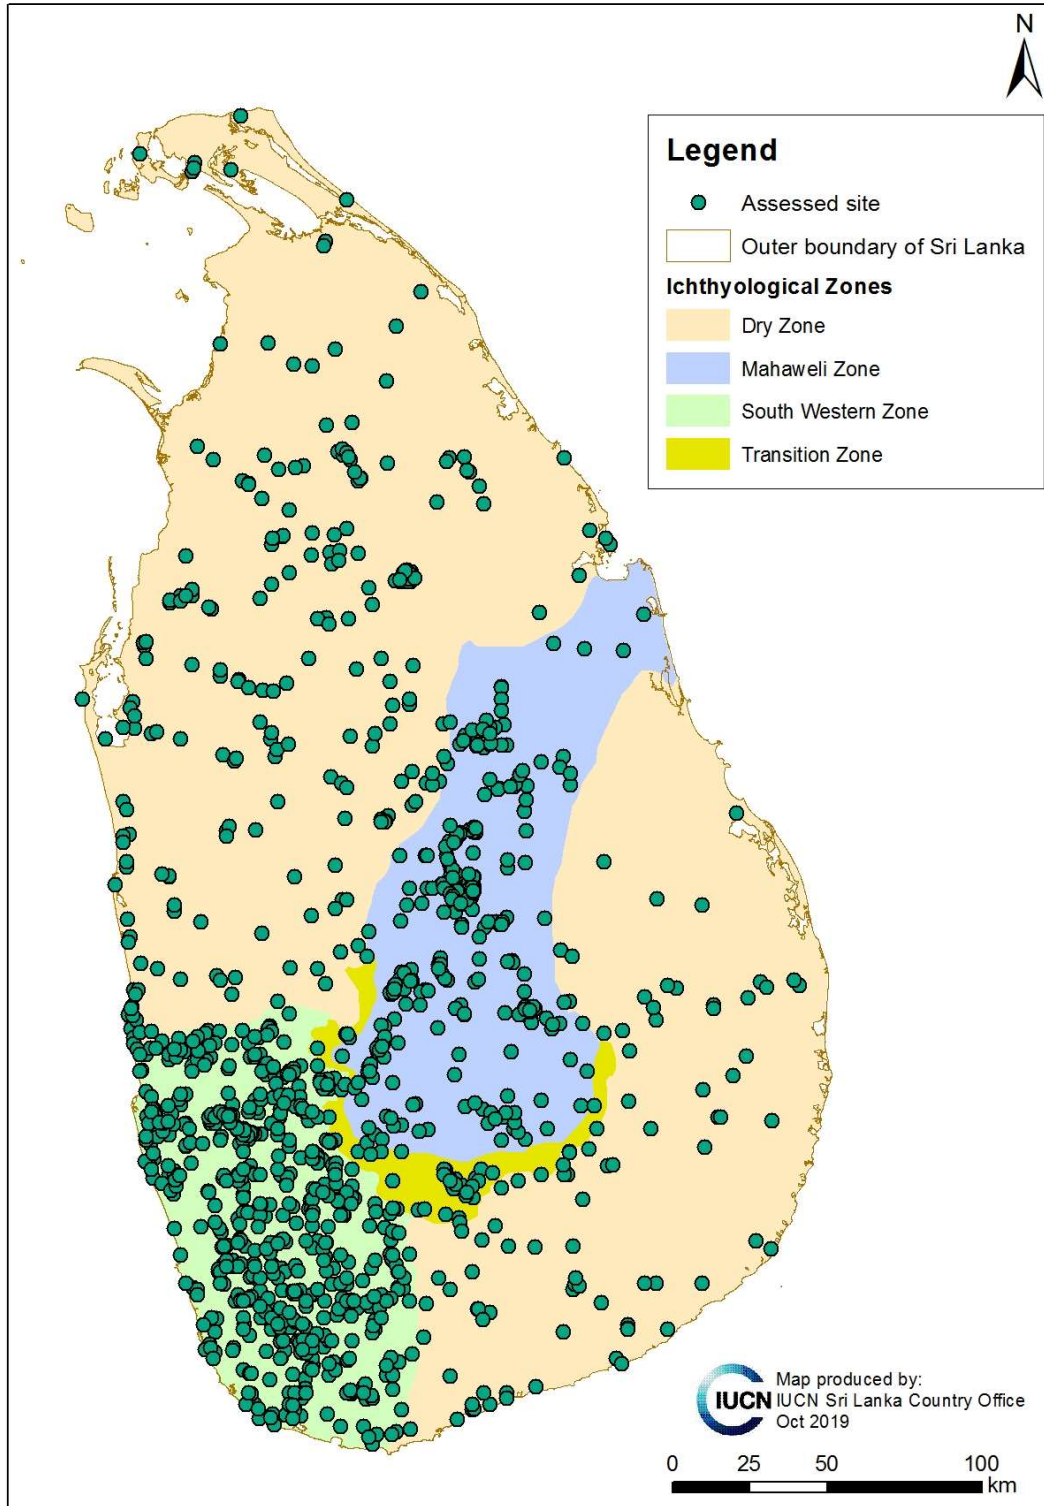 N
Legend
Assessed site
Outer boundary of Sri Lanka
Ichthyological Zones
Dry Zone
Mahaweli Zone
South Western Zone
Transition Zone
IUCN
Map produced by:
IUCN Sri Lanka Country Office
Oct 2019
0 25 50 100
km